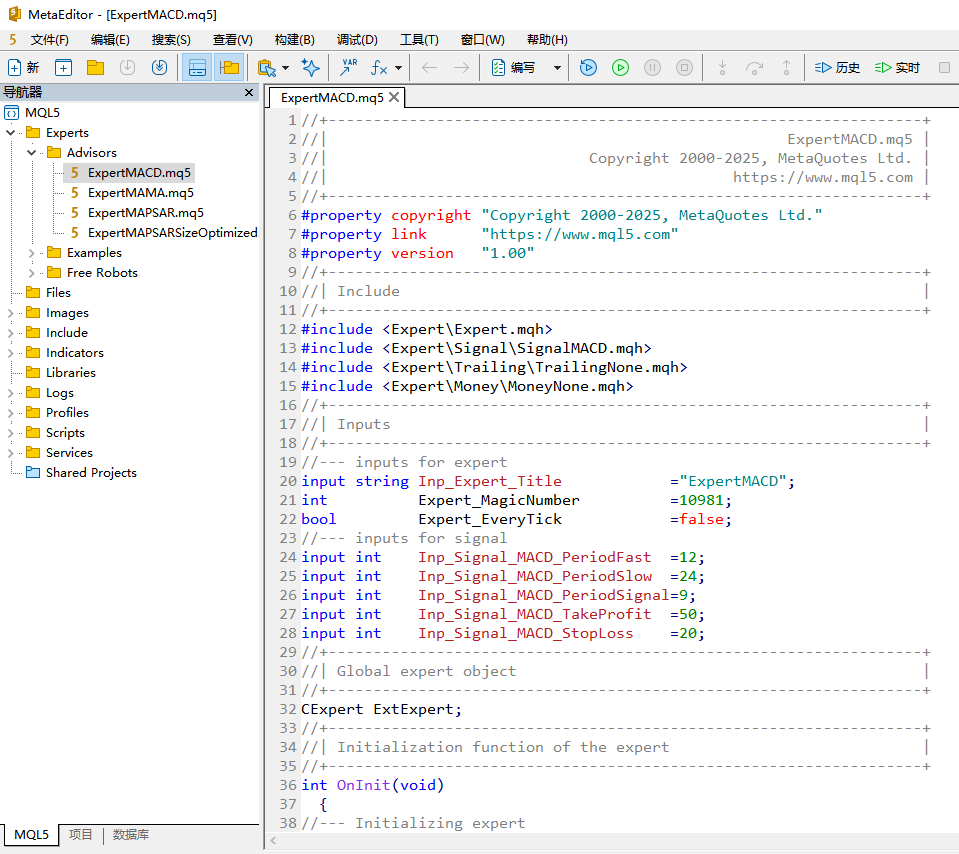 MetaEditor - [ExpertMACD.mq5]
5 文件(F) 编辑(E) 搜索(S) 查看(V) 构建(B) 调试(D) 工具(T) 窗口(W) 帮助(H)
新 VAR fx 编写 历史 实时
导航器
MQL5
Experts
Advisors
5 ExpertMACD.mq5
5 ExpertMAMA.mq5
5 ExpertMAPSAR.mq5
5 ExpertMAPSARSizeOptimized
Examples
Free Robots
Files
Images
Include
Indicators
Libraries
Logs
Profiles
Scripts
Services
Shared Projects
MQL5 项目 数据库
ExpertMACD.mq5
1 //+------------------------------------------------------------------+
2 //|                                                   ExpertMACD.mq5 |
3 //|                             Copyright 2000-2025, MetaQuotes Ltd. |
4 //|                                             https://www.mql5.com |
5 //+------------------------------------------------------------------+
6 #property copyright "Copyright 2000-2025, MetaQuotes Ltd."
7 #property link      "https://www.mql5.com"
8 #property version   "1.00"
9 //+------------------------------------------------------------------+
10 //| Include                                                          |
11 //+------------------------------------------------------------------+
12 #include <Expert\Expert.mqh>
13 #include <Expert\Signal\SignalMACD.mqh>
14 #include <Expert\Trailing\TrailingNone.mqh>
15 #include <Expert\Money\MoneyNone.mqh>
16 //+------------------------------------------------------------------+
17 //| Inputs                                                           |
18 //+------------------------------------------------------------------+
19 //--- inputs for expert
20 input string Inp_Expert_Title            ="ExpertMACD";
21 int          Expert_MagicNumber          =10981;
22 bool         Expert_EveryTick            =false;
23 //--- inputs for signal
24 input int    Inp_Signal_MACD_PeriodFast  =12;
25 input int    Inp_Signal_MACD_PeriodSlow  =24;
26 input int    Inp_Signal_MACD_PeriodSignal=9;
27 input int    Inp_Signal_MACD_TakeProfit  =50;
28 input int    Inp_Signal_MACD_StopLoss    =20;
29 //+------------------------------------------------------------------+
30 //| Global expert object                                             |
31 //+------------------------------------------------------------------+
32 CExpert ExtExpert;
33 //+------------------------------------------------------------------+
34 //| Initialization function of the expert                            |
35 //+------------------------------------------------------------------+
36 int OnInit(void)
37   {
38 //--- Initializing expert